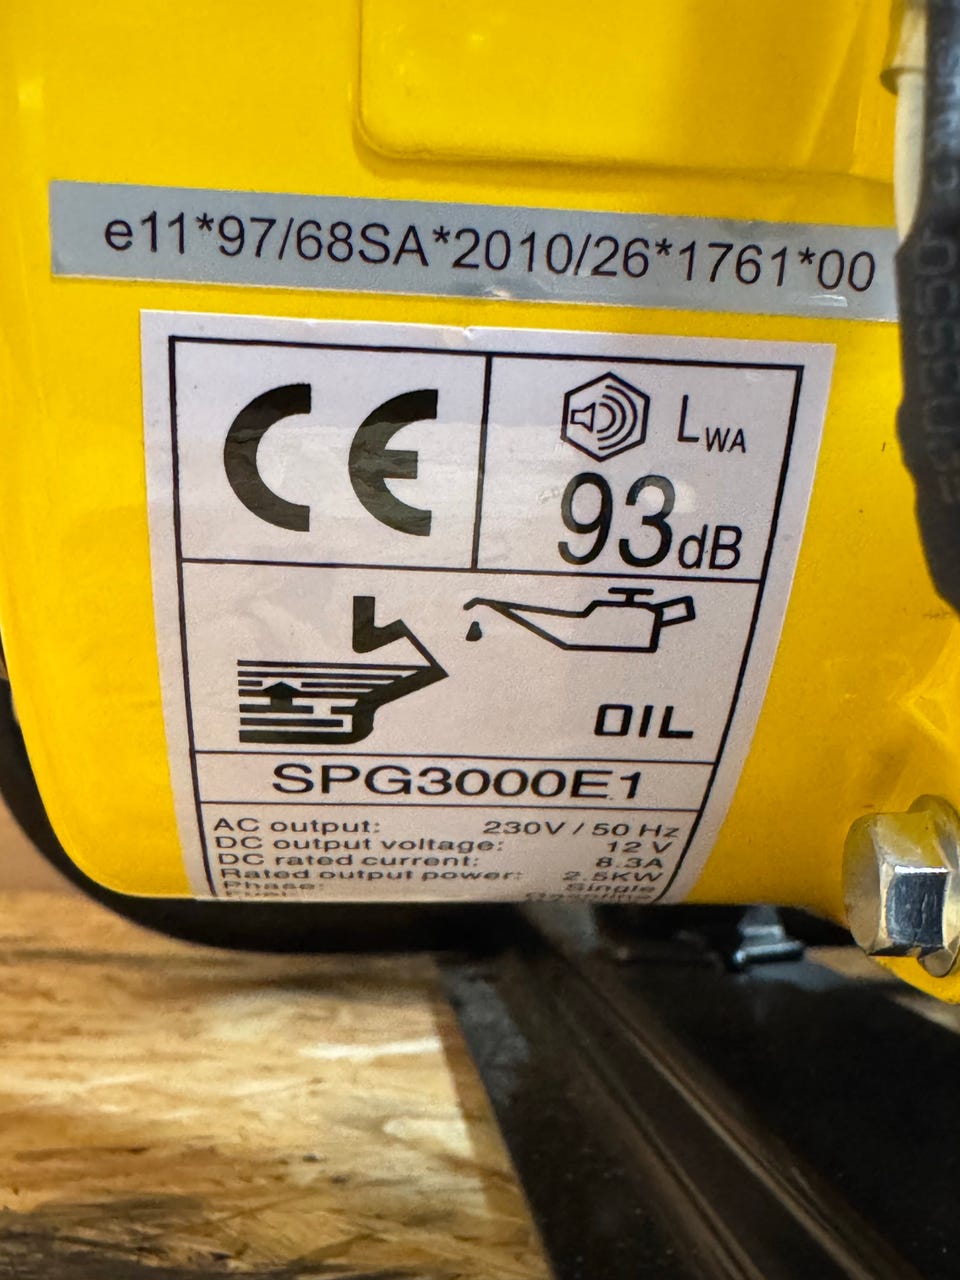 e11*97/68SA*2010/26*1761*00
CE
LWA
93dB
OIL
SPG3000E1
AC output: 230V / 50 Hz
DC output voltage: 12 V
DC rated current: 8.3A
Rated output power: 2.5KW
Phase: Single